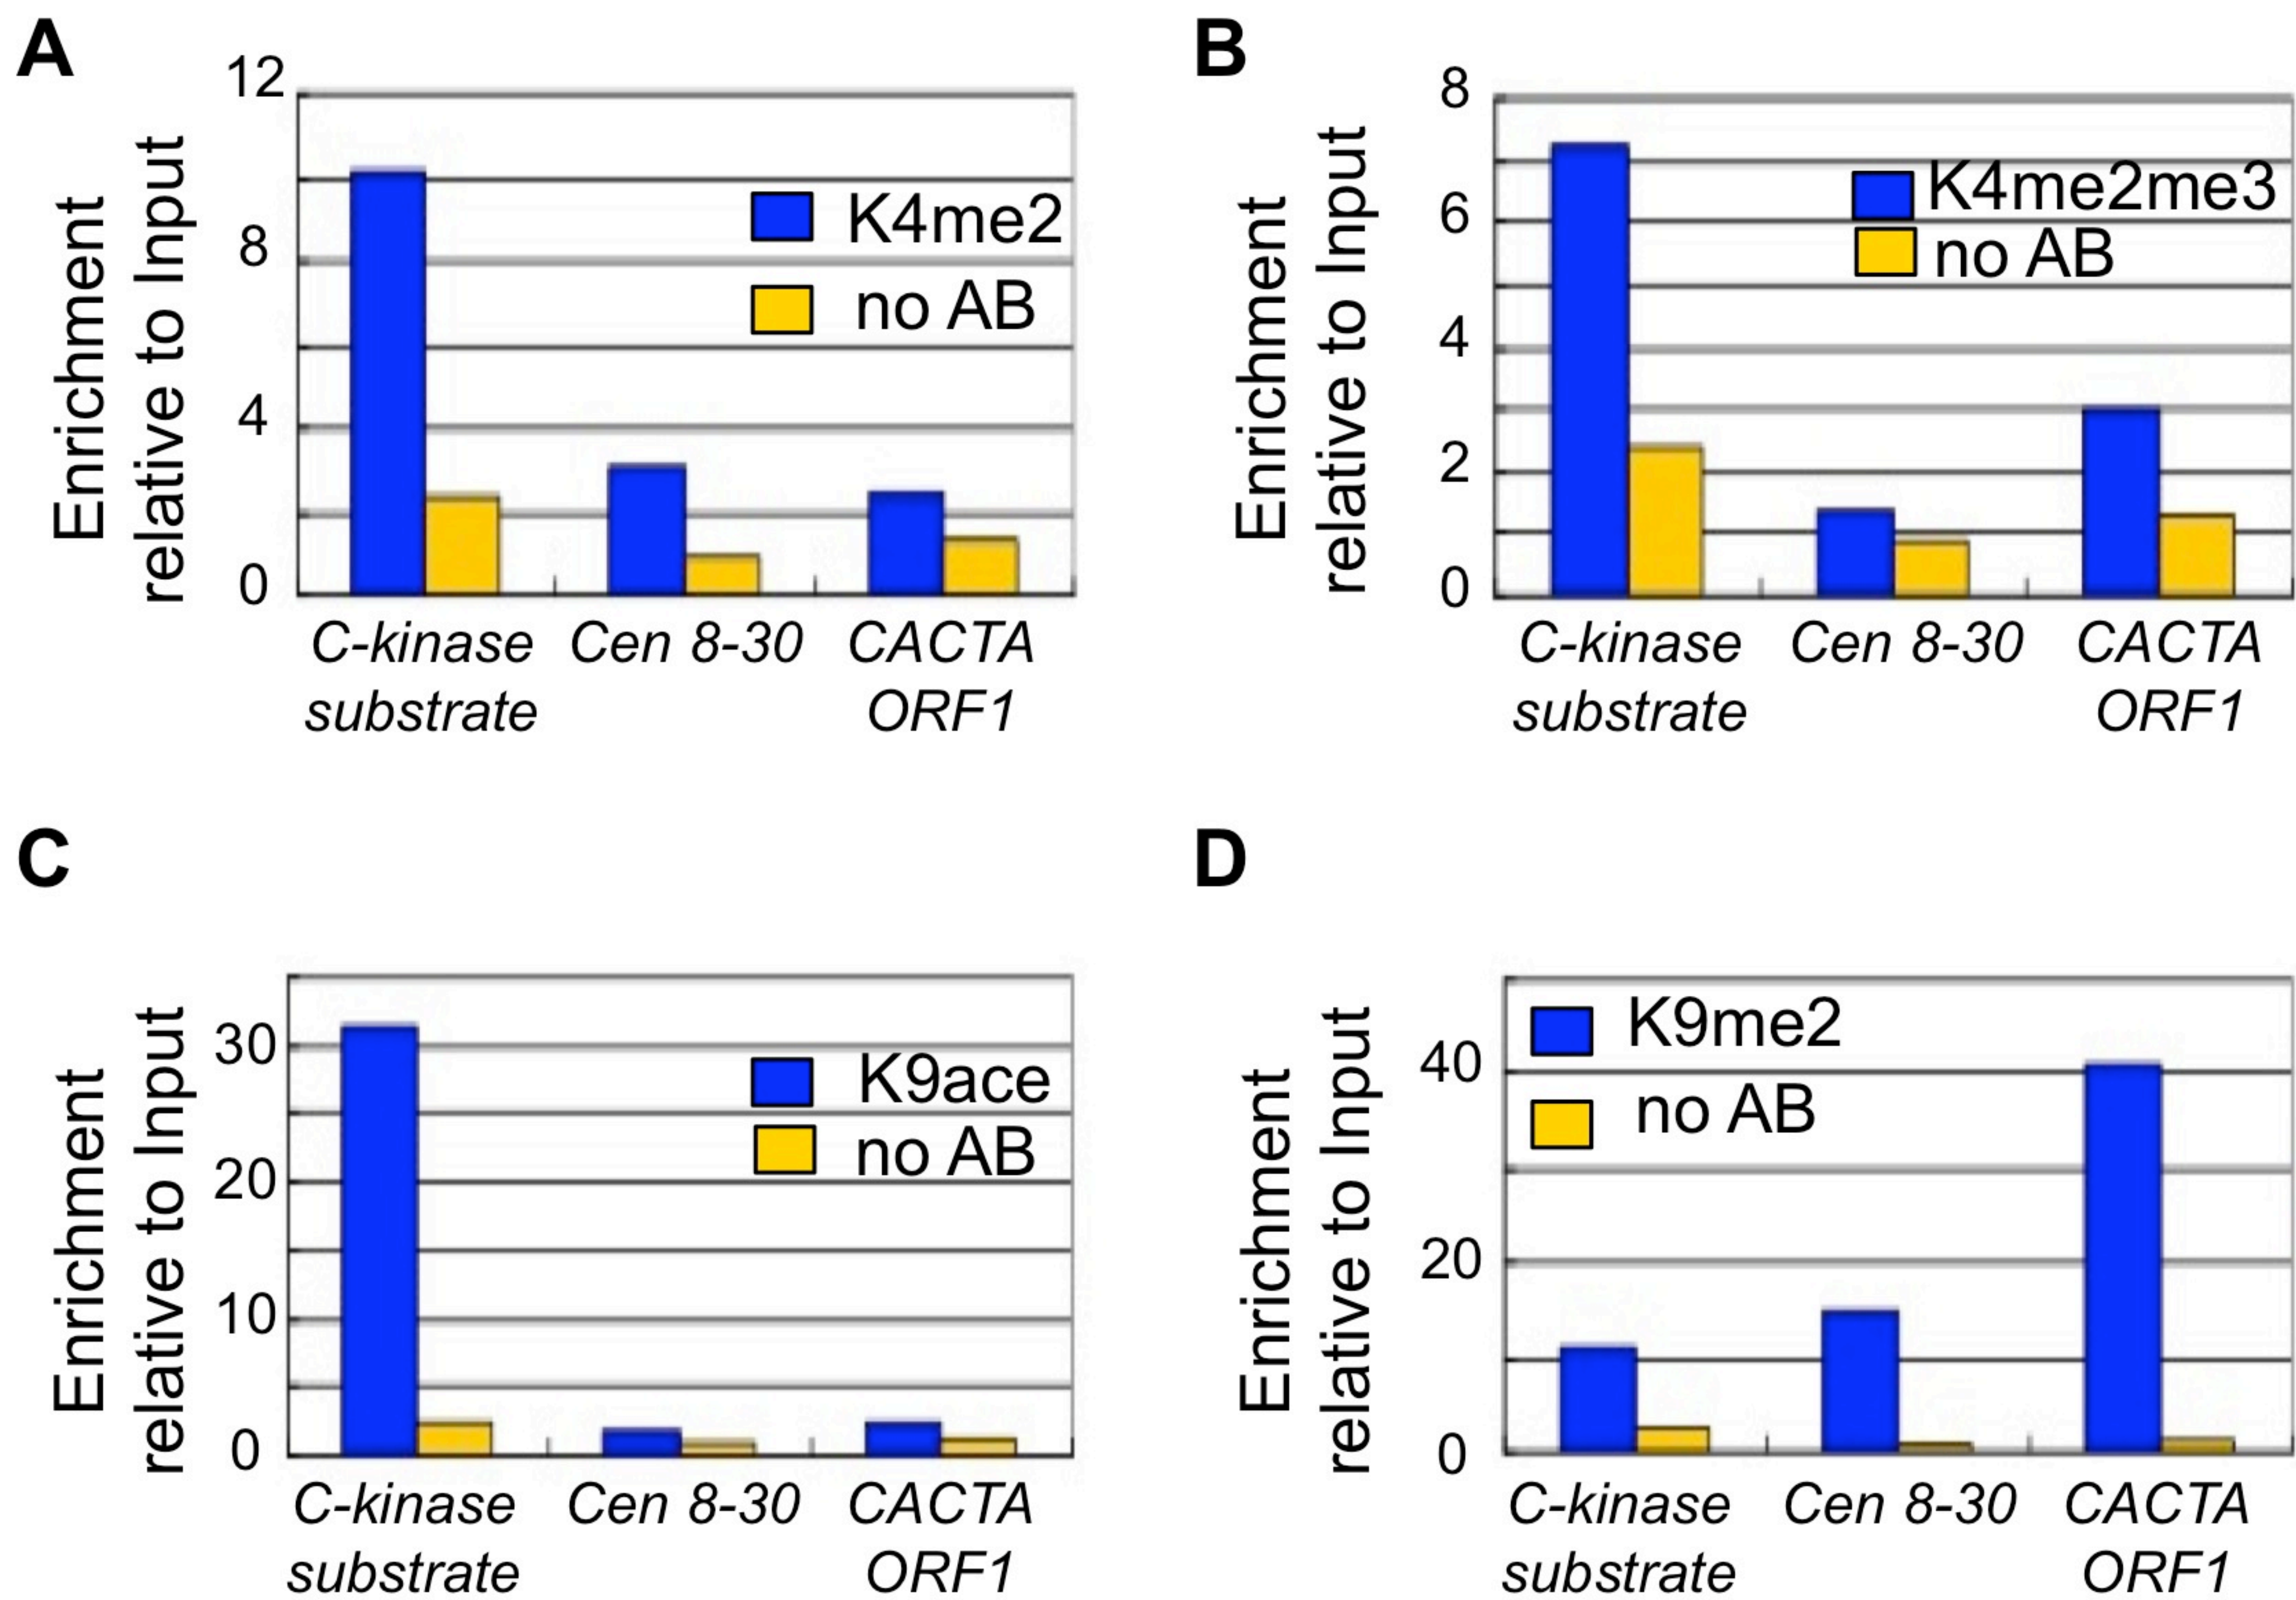 A
Enrichment
relative to Input
12
8
4
0
K4me2
no AB
C-kinase Cen 8-30 CACTA
substrate ORF1
B
Enrichment
relative to Input
8
6
4
2
0
K4me2me3
no AB
C-kinase Cen 8-30 CACTA
substrate ORF1
C
Enrichment
relative to Input
30
20
10
0
K9ace
no AB
C-kinase Cen 8-30 CACTA
substrate ORF1
D
Enrichment
relative to Input
40
20
0
K9me2
no AB
C-kinase Cen 8-30 CACTA
substrate ORF1